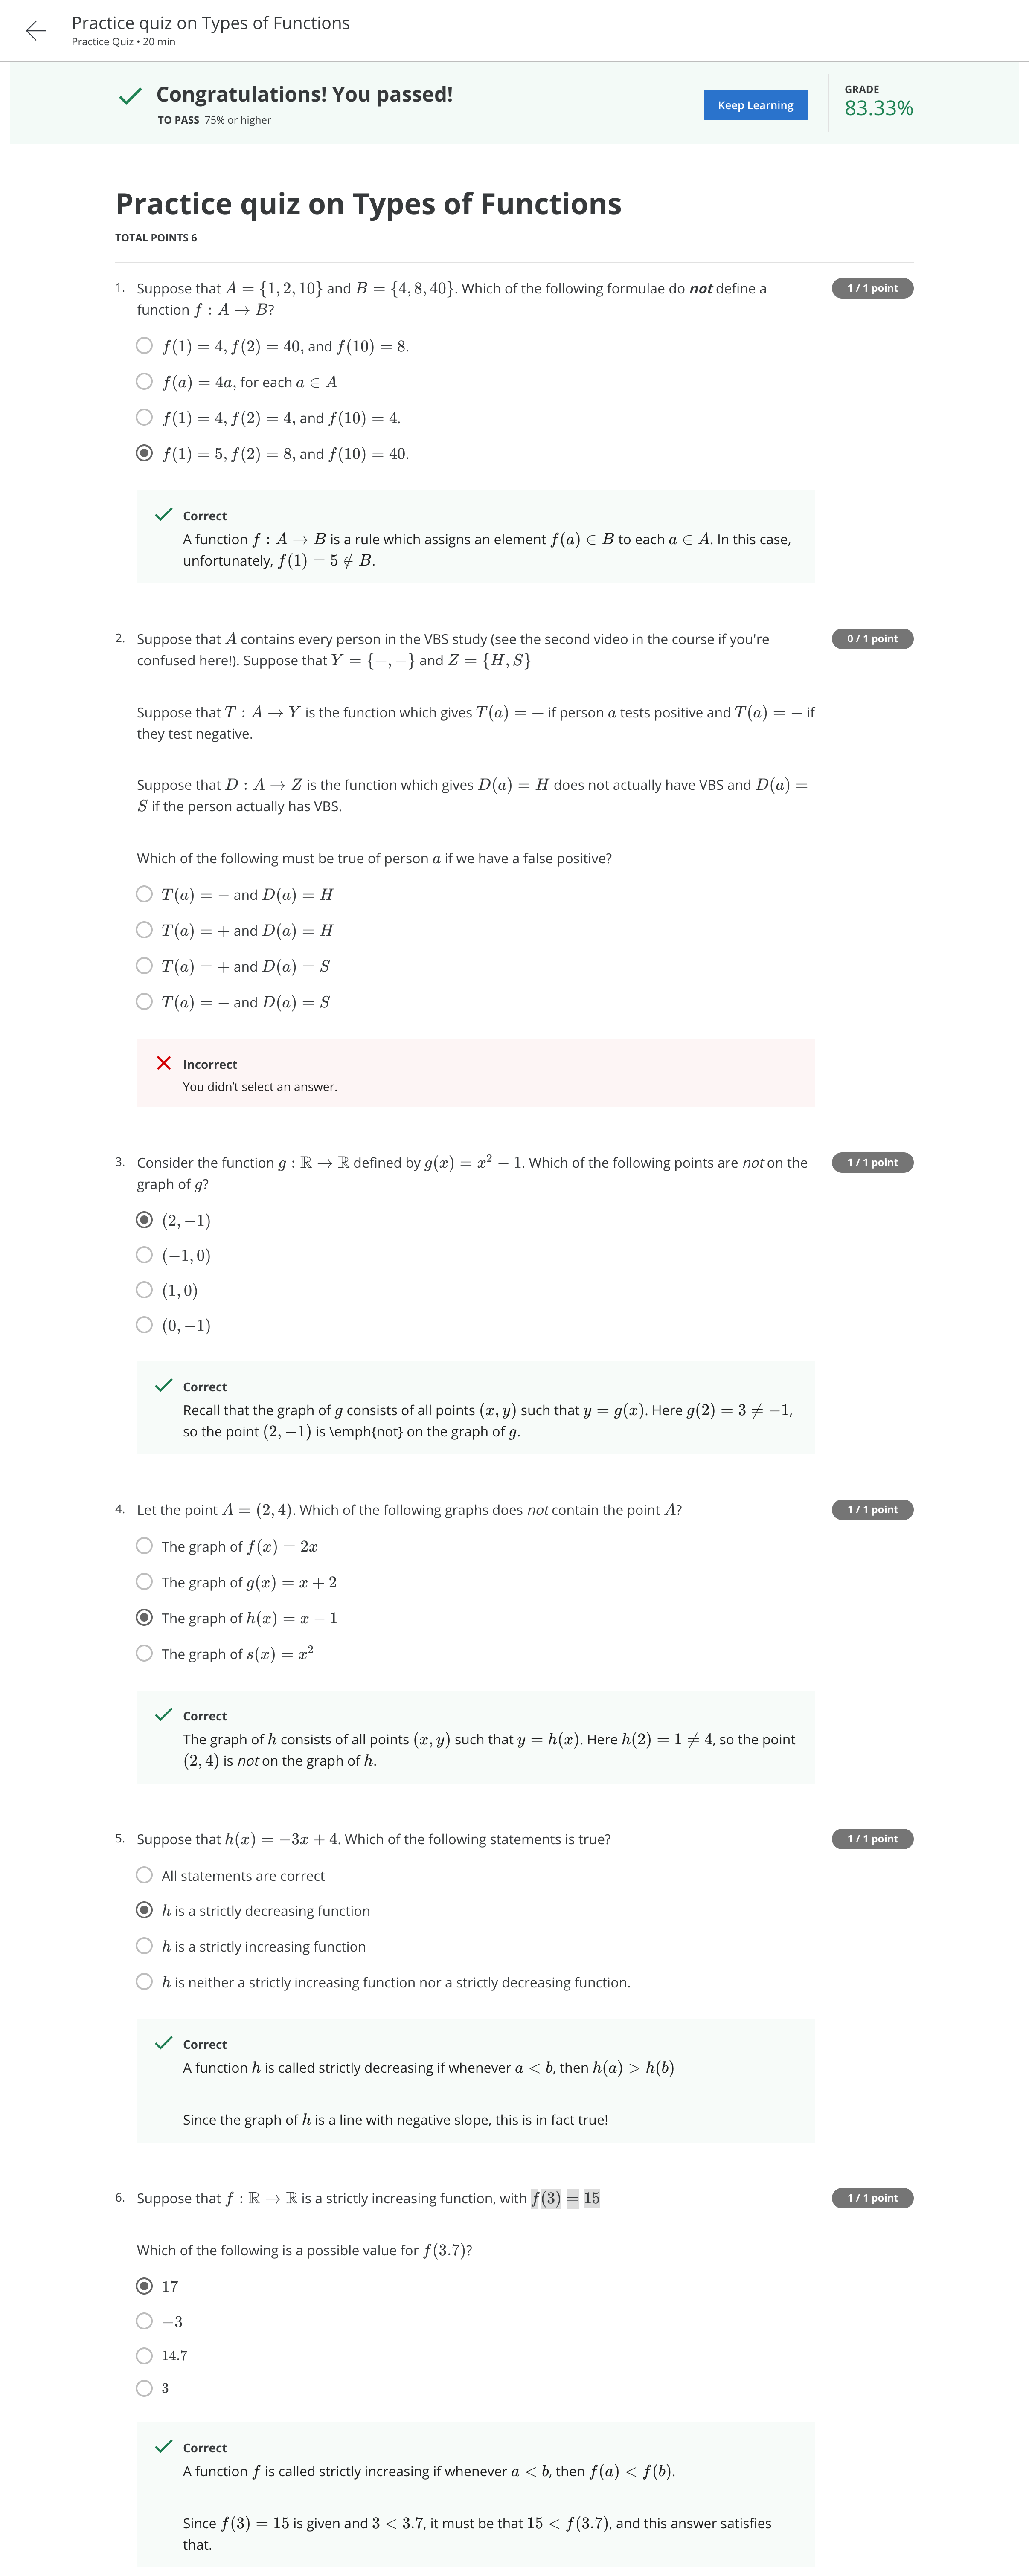 Practice quiz on Types of Functions
Practice Quiz • 20 min
Congratulations! You passed!
TO PASS 75% or higher
Keep Learning
GRADE
83.33%
Practice quiz on Types of Functions
TOTAL POINTS 6
1. Suppose that A = {1, 2, 10} and B = {4, 8, 40}. Which of the following formulae do not define a
function f : A → B?
1 / 1 point
f(1) = 4, f(2) = 40, and f(10) = 8.
f(a) = 4a, for each a ∈ A
f(1) = 4, f(2) = 4, and f(10) = 4.
f(1) = 5, f(2) = 8, and f(10) = 40.
Correct
A function f : A → B is a rule which assigns an element f(a) ∈ B to each a ∈ A. In this case,
unfortunately, f(1) = 5 ∉ B.
2. Suppose that A contains every person in the VBS study (see the second video in the course if you're
confused here!). Suppose that Y = {+, −} and Z = {H, S}
0 / 1 point
Suppose that T : A → Y is the function which gives T(a) = + if person a tests positive and T(a) = − if
they test negative.
Suppose that D : A → Z is the function which gives D(a) = H does not actually have VBS and D(a) =
S if the person actually has VBS.
Which of the following must be true of person a if we have a false positive?
T(a) = − and D(a) = H
T(a) = + and D(a) = H
T(a) = + and D(a) = S
T(a) = − and D(a) = S
Incorrect
You didn't select an answer.
3. Consider the function g : ℝ → ℝ defined by g(x) = x² − 1. Which of the following points are not on the
graph of g?
1 / 1 point
(2, −1)
(−1, 0)
(1, 0)
(0, −1)
Correct
Recall that the graph of g consists of all points (x, y) such that y = g(x). Here g(2) = 3 ≠ −1,
so the point (2, −1) is \emph{not} on the graph of g.
4. Let the point A = (2, 4). Which of the following graphs does not contain the point A?
1 / 1 point
The graph of f(x) = 2x
The graph of g(x) = x + 2
The graph of h(x) = x − 1
The graph of s(x) = x²
Correct
The graph of h consists of all points (x, y) such that y = h(x). Here h(2) = 1 ≠ 4, so the point
(2, 4) is not on the graph of h.
5. Suppose that h(x) = −3x + 4. Which of the following statements is true?
1 / 1 point
All statements are correct
h is a strictly decreasing function
h is a strictly increasing function
h is neither a strictly increasing function nor a strictly decreasing function.
Correct
A function h is called strictly decreasing if whenever a < b, then h(a) > h(b)
Since the graph of h is a line with negative slope, this is in fact true!
6. Suppose that f : ℝ → ℝ is a strictly increasing function, with f(3) = 15
1 / 1 point
Which of the following is a possible value for f(3.7)?
17
−3
14.7
3
Correct
A function f is called strictly increasing if whenever a < b, then f(a) < f(b).
Since f(3) = 15 is given and 3 < 3.7, it must be that 15 < f(3.7), and this answer satisfies
that.